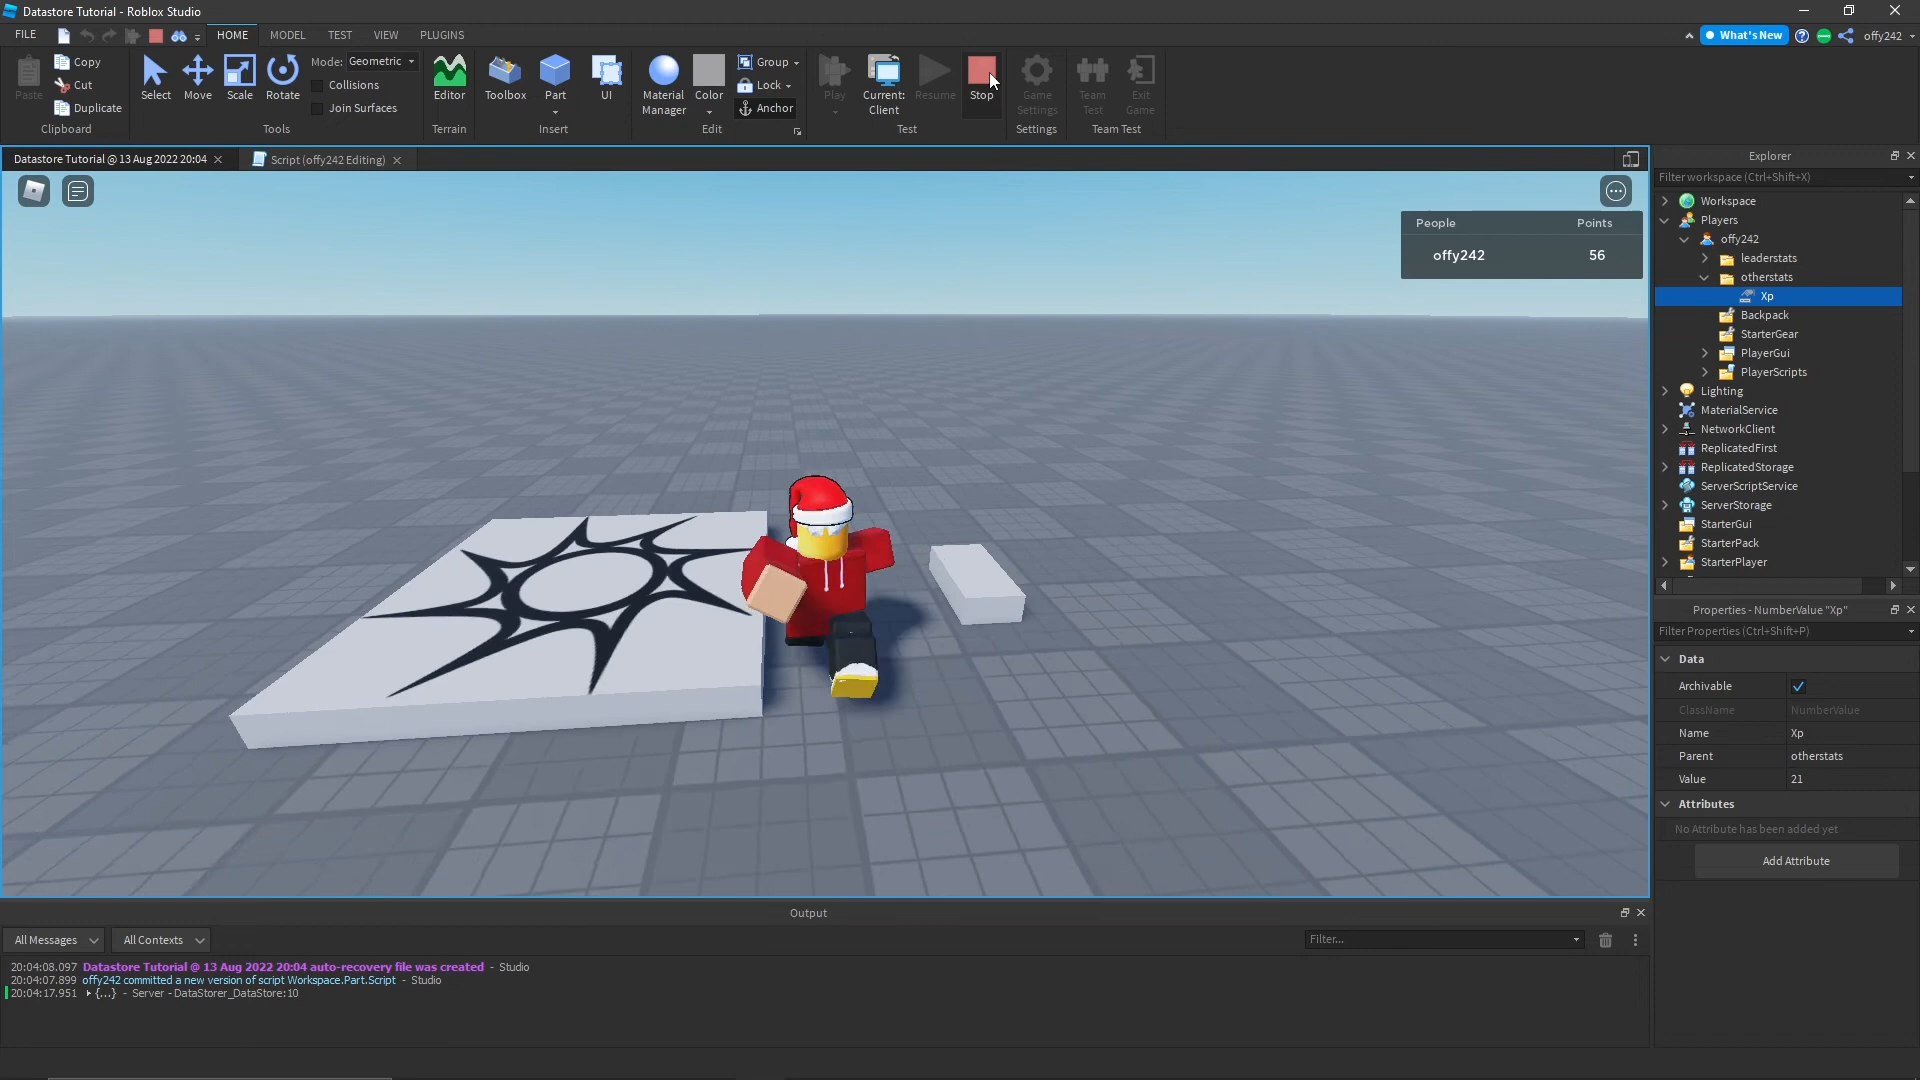 Datastore Tutorial - Roblox Studio
FILE HOME MODEL TEST VIEW PLUGINS What's New offy242
Paste Copy Cut Duplicate Clipboard
Select Move Scale Rotate Mode: Geometric Collisions Join Surfaces Tools
Editor Terrain
Toolbox Part UI Insert
Material Manager Color Group Lock Anchor Edit
Play Current: Client Resume Stop Test
Game Settings Settings
Team Test Exit Game Team Test
Datastore Tutorial @ 13 Aug 2022 20:04 Script (offy242 Editing)
People Points
offy242 56
Explorer
Filter workspace (Ctrl+Shift+X)
Workspace
Players
offy242
leaderstats
otherstats
Xp
Backpack
StarterGear
PlayerGui
PlayerScripts
Lighting
MaterialService
NetworkClient
ReplicatedFirst
ReplicatedStorage
ServerScriptService
ServerStorage
StarterGui
StarterPack
StarterPlayer
Properties - NumberValue "Xp"
Filter Properties (Ctrl+Shift+P)
Data
Archivable
ClassName NumberValue
Name Xp
Parent otherstats
Value 21
Attributes
No Attribute has been added yet
Add Attribute
Output
All Messages All Contexts Filter...
20:04:08.097 Datastore Tutorial @ 13 Aug 2022 20:04 auto-recovery file was created - Studio
20:04:07.899 offy242 committed a new version of script Workspace.Part.Script - Studio
20:04:17.951 {...} - Server - DataStorer_DataStore:10